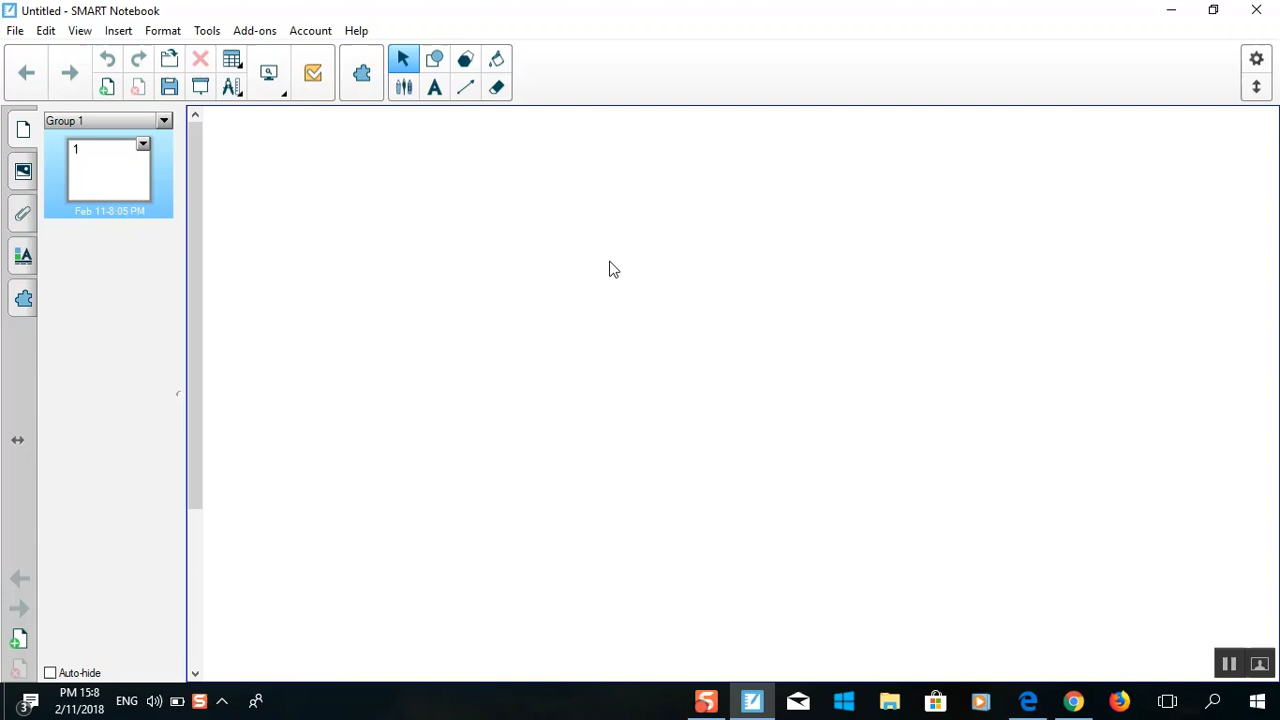 Untitled - SMART Notebook
File Edit View Insert Format Tools Add-ons Account Help
Group 1
1
Feb 11-8:05 PM
Auto-hide
3
PM 15:8
2/11/2018
ENG